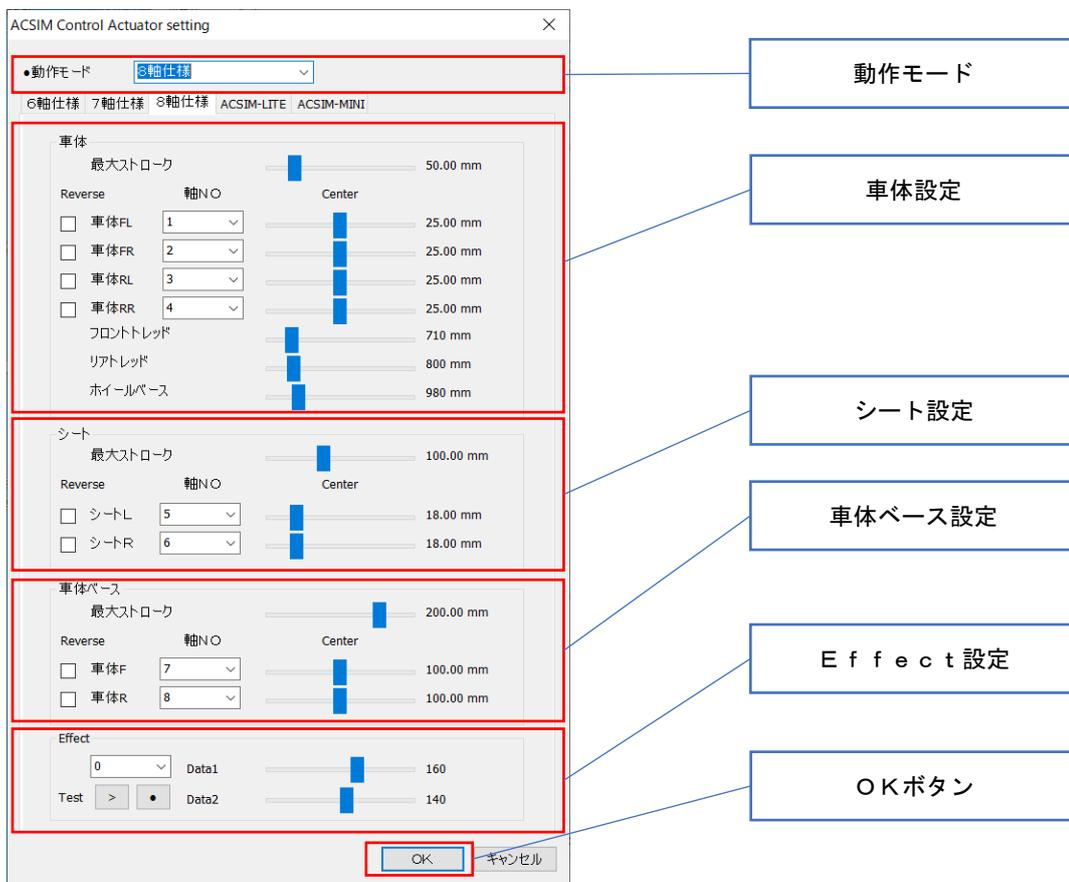 ACSIM Control Actuator setting
●動作モード 8軸仕様
6軸仕様 7軸仕様 8軸仕様 ACSIM-LITE ACSIM-MINI
車体
最大ストローク 50.00 mm
Reverse 軸NO Center
車体FL 1 25.00 mm
車体FR 2 25.00 mm
車体RL 3 25.00 mm
車体RR 4 25.00 mm
フロントトレッド 710 mm
リアトレッド 800 mm
ホイールベース 980 mm
シート
最大ストローク 100.00 mm
Reverse 軸NO Center
シートL 5 18.00 mm
シートR 6 18.00 mm
車体ベース
最大ストローク 200.00 mm
Reverse 軸NO Center
車体F 7 100.00 mm
車体R 8 100.00 mm
Effect
0 Data1 160
Test > ● Data2 140
OK キャンセル
動作モード
車体設定
シート設定
車体ベース設定
Effect設定
OKボタン